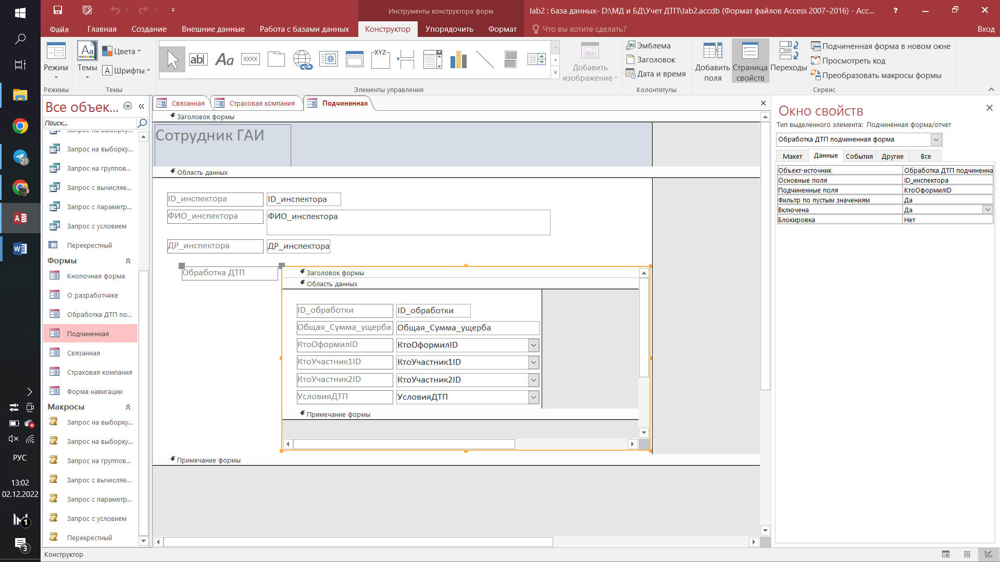 Инструменты конструктора форм
lab2 : база данных- D:\МД и БД\Учет ДТП\lab2.accdb (Формат файлов Access 2007–2016) - Acc...
?
Файл
Главная
Создание
Внешние данные
Работа с базами данных
Конструктор
Упорядочить
Формат
Что вы хотите сделать?
Вход
Режим
Режимы
Aa
Темы
Цвета
A Шрифты
Темы
ab
Aa
XXXX
XYZ
Элементы управления
Добавить изображение
Эмблема
Заголовок
Дата и время
Колонтитулы
Добавить поля
Страница свойств
Переходы
Подчиненная форма в новом окне
Просмотреть код
Преобразовать макросы формы
Сервис
Все объек...
Поиск...
Запрос на выборку...
Запрос на выборку...
Запрос на группов...
Запрос с вычисляе...
Запрос с параметр...
Запрос с условием
Перекрестный
Формы
Кнопочная форма
О разработчике
Обработка ДТП по...
Подчиненная
Связанная
Страховая компания
Форма навигации
Макросы
Запрос на выборку...
Запрос на выборку...
Запрос на группов...
Запрос с вычисляе...
Запрос с параметр...
Запрос с условием
Перекрестный
Связанная
Страховая компания
Подчиненная
Заголовок формы
Сотрудник ГАИ
Область данных
ID_инспектора
ID_инспектора
ФИО_инспектора
ФИО_инспектора
ДР_инспектора
ДР_инспектора
Обработка ДТП
Заголовок формы
Область данных
ID_обработки
ID_обработки
Общая_Сумма_ущерба
Общая_Сумма_ущерба
КтоОформилID
КтоОформилID
КтоУчастник1ID
КтоУчастник1ID
КтоУчастник2ID
КтоУчастник2ID
УсловияДТП
УсловияДТП
Примечание формы
Примечание формы
Окно свойств
Тип выделенного элемента: Подчиненная форма/отчет
Обработка ДТП подчиненная форма
Макет
Данные
События
Другие
Все
Объект-источник
Обработка ДТП подчиненна
Основные поля
ID_инспектора
Подчиненные поля
КтоОформилID
Фильтр по пустым значениям
Да
Включена
Да
Блокировка
Нет
Конструктор
21
A
W
РУС
13:02
02.12.2022
1
3